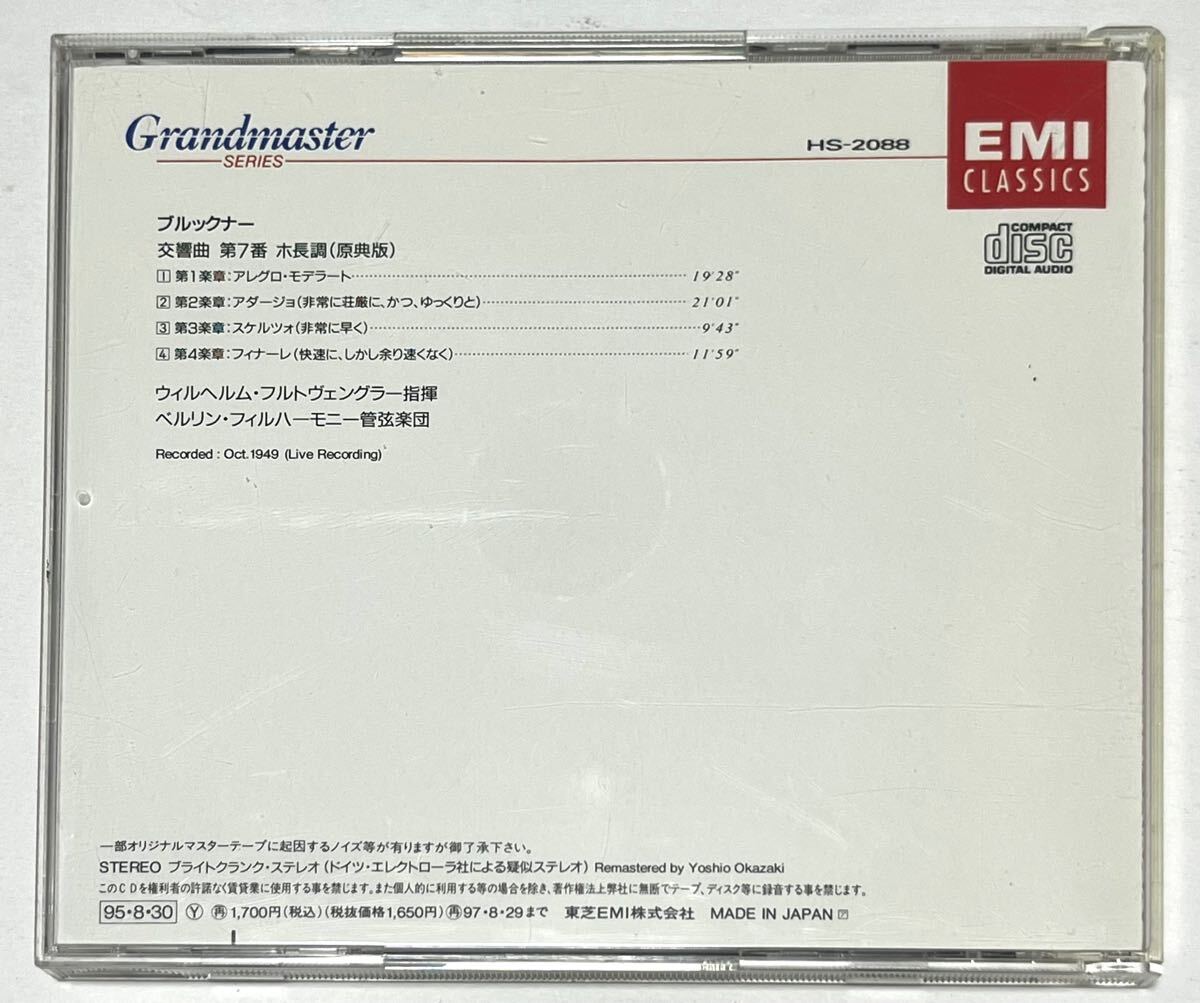 Grandmaster
SERIES
HS-2088
EMI
CLASSICS
COMPACT
disc
DIGITAL AUDIO
ブルックナー
交響曲 第7番 ホ長調(原典版)
1 第1楽章:アレグロ・モデラート 19′28″
2 第2楽章:アダージョ(非常に荘厳に、かつ、ゆっくりと) 21′01″
3 第3楽章:スケルツォ(非常に早く) 9′43″
4 第4楽章:フィナーレ(快速に、しかし余り速くなく) 11′59″
ウィルヘルム・フルトヴェングラー指揮
ベルリン・フィルハーモニー管弦楽団
Recorded : Oct.1949 (Live Recording)
一部オリジナルマスターテープに起因するノイズ等が有りますが御了承下さい。
STEREO ブライトクランク・ステレオ(ドイツ・エレクトローラ社による疑似ステレオ) Remastered by Yoshio Okazaki
このCDを権利者の許諾なく賃貸業に使用する事を禁じます。また個人的に利用する等の場合を除き、著作権法上弊社に無断でテープ、ディスク等に録音する事を禁じます。
95・8・30 Ⓨ ㊢1,700円(税込)(税抜価格1,650円)㊢97・8・29まで 東芝EMI株式会社 MADE IN JAPAN